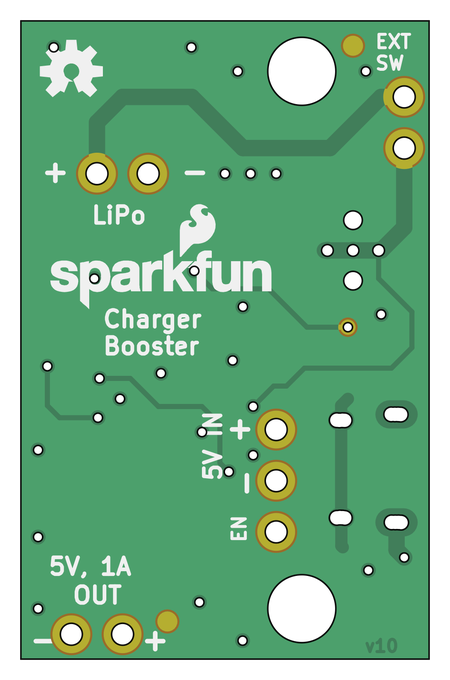 EXT
SW
+ −
LiPo
sparkfun
Charger
Booster
5V IN
+
−
EN
5V, 1A
OUT
− +
v10